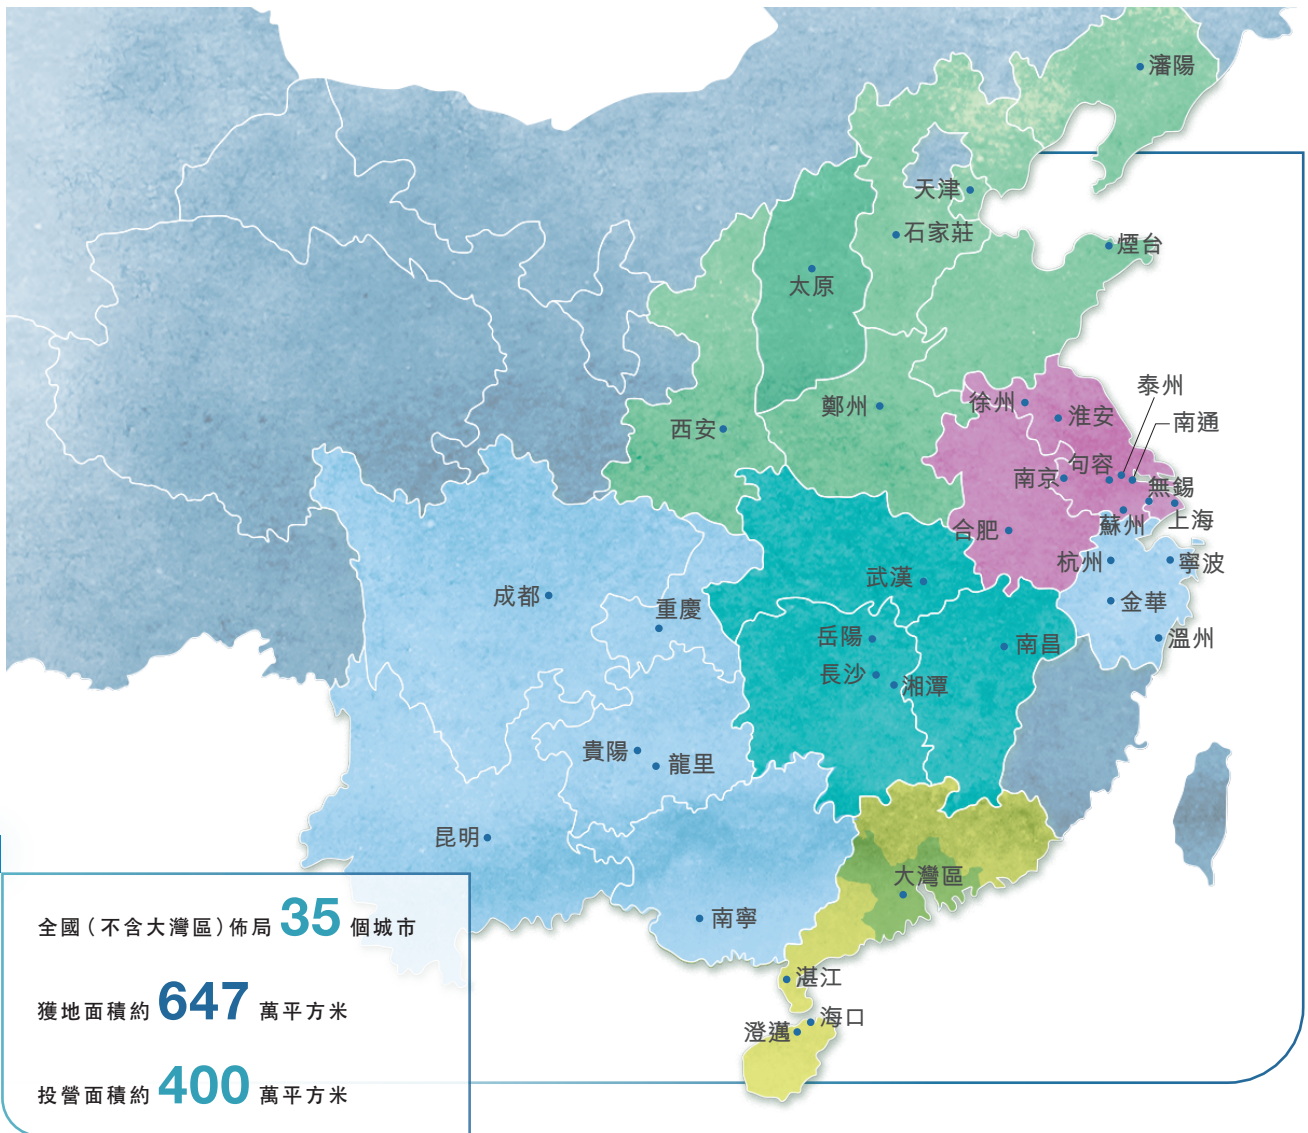 瀋陽
天津
石家莊
煙台
太原
泰州
鄭州
徐州
淮安
南通
西安
句容
南京
無錫
蘇州
上海
合肥
杭州
寧波
武漢
成都
重慶
金華
岳陽
南昌
溫州
長沙
湘潭
貴陽
龍里
昆明
大灣區
南寧
湛江
海口
澄邁
全國（不含大灣區）佈局 35 個城市
獲地面積約 647 萬平方米
投營面積約 400 萬平方米